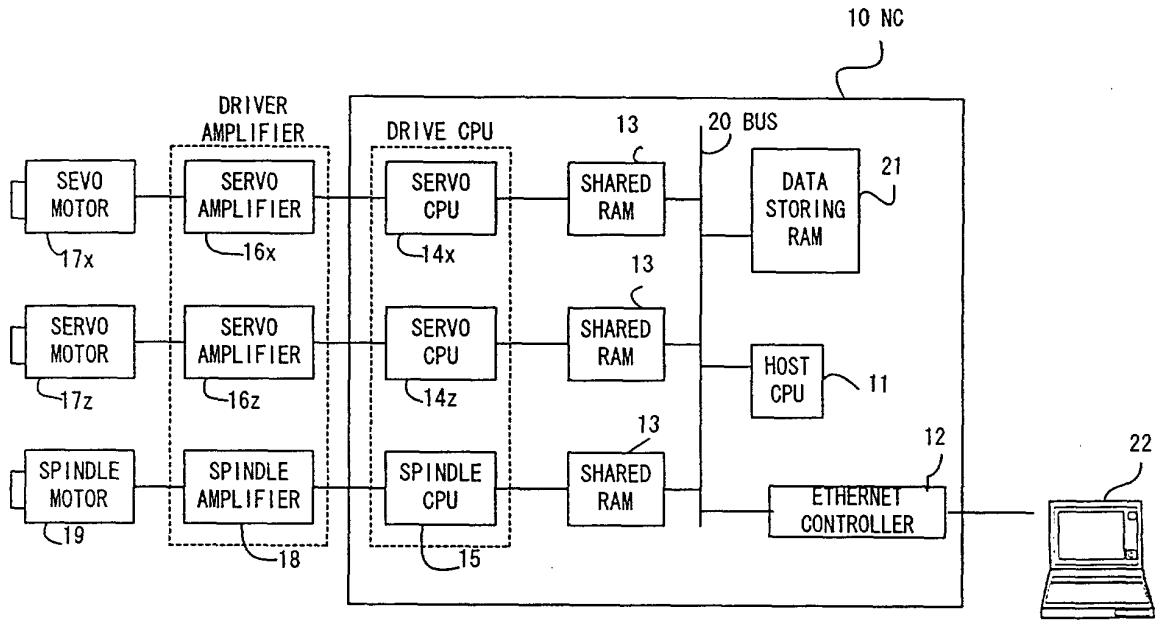 10 NC
DRIVER
AMPLIFIER
DRIVE CPU
13
20 BUS
SEVO
MOTOR
SERVO
AMPLIFIER
SERVO
CPU
SHARED
RAM
DATA
STORING
RAM
21
17x
16x
14x
13
SERVO
MOTOR
SERVO
AMPLIFIER
SERVO
CPU
SHARED
RAM
HOST
CPU
11
17z
16z
14z
13
12
22
SPINDLE
MOTOR
SPINDLE
AMPLIFIER
SPINDLE
CPU
SHARED
RAM
ETHERNET
CONTROLLER
19
18
15